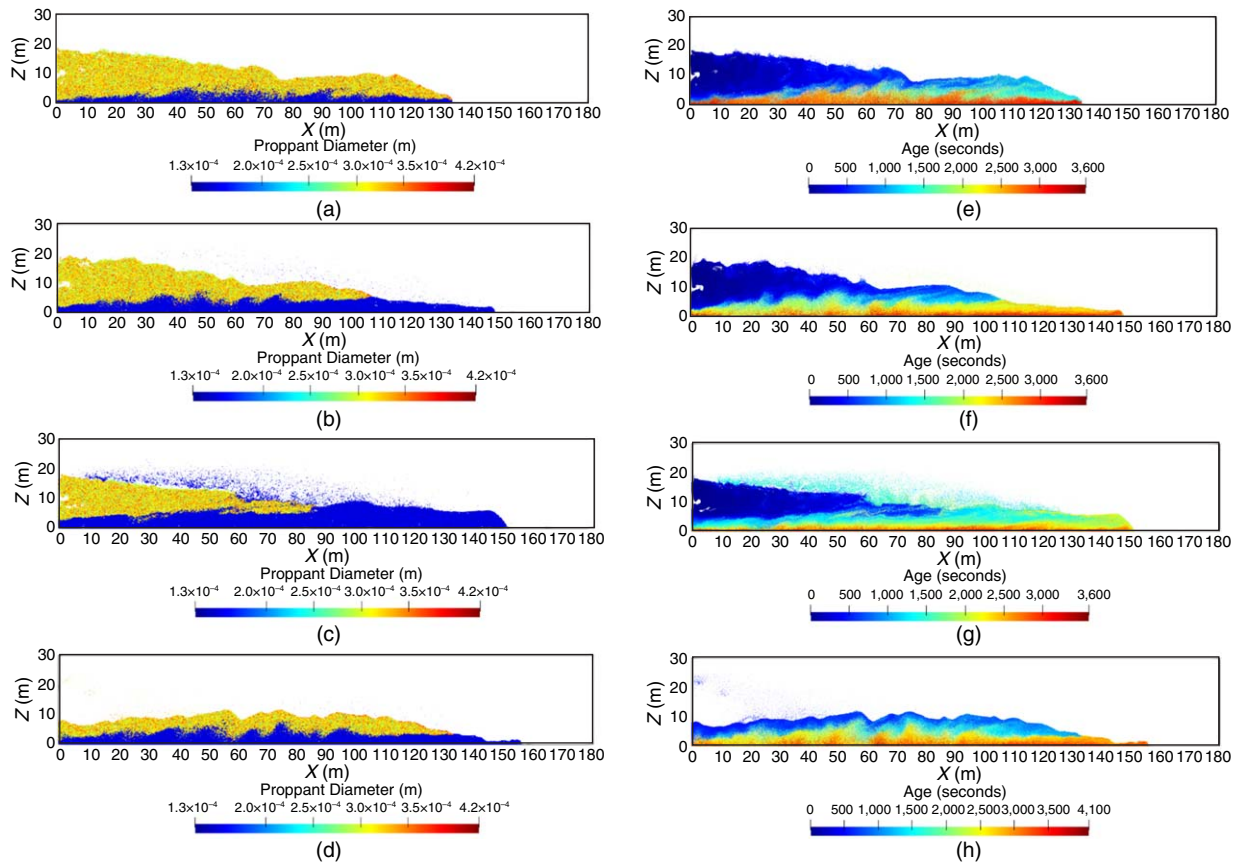 30
20
10
0
Z (m)
0 10 20 30 40 50 60 70 80 90 100 110 120 130 140 150 160 170 180
X (m)
Proppant Diameter (m)
1.3×10⁻⁴ 2.0×10⁻⁴ 2.5×10⁻⁴ 3.0×10⁻⁴ 3.5×10⁻⁴ 4.2×10⁻⁴
(a)
30
20
10
0
Z (m)
0 10 20 30 40 50 60 70 80 90 100 110 120 130 140 150 160 170 180
X (m)
Age (seconds)
0 500 1,000 1,500 2,000 2,500 3,000 3,600
(e)
30
20
10
0
Z (m)
0 10 20 30 40 50 60 70 80 90 100 110 120 130 140 150 160 170 180
X (m)
Proppant Diameter (m)
1.3×10⁻⁴ 2.0×10⁻⁴ 2.5×10⁻⁴ 3.0×10⁻⁴ 3.5×10⁻⁴ 4.2×10⁻⁴
(b)
30
20
10
0
Z (m)
0 10 20 30 40 50 60 70 80 90 100 110 120 130 140 150 160 170 180
X (m)
Age (seconds)
0 500 1,000 1,500 2,000 2,500 3,000 3,600
(f)
30
20
10
0
Z (m)
0 10 20 30 40 50 60 70 80 90 100 110 120 130 140 150 160 170 180
X (m)
Proppant Diameter (m)
1.3×10⁻⁴ 2.0×10⁻⁴ 2.5×10⁻⁴ 3.0×10⁻⁴ 3.5×10⁻⁴ 4.2×10⁻⁴
(c)
30
20
10
0
Z (m)
0 10 20 30 40 50 60 70 80 90 100 110 120 130 140 150 160 170 180
X (m)
Age (seconds)
0 500 1,000 1,500 2,000 2,500 3,000 3,600
(g)
30
20
10
0
Z (m)
0 10 20 30 40 50 60 70 80 90 100 110 120 130 140 150 160 170 180
X (m)
Proppant Diameter (m)
1.3×10⁻⁴ 2.0×10⁻⁴ 2.5×10⁻⁴ 3.0×10⁻⁴ 3.5×10⁻⁴ 4.2×10⁻⁴
(d)
30
20
10
0
Z (m)
0 10 20 30 40 50 60 70 80 90 100 110 120 130 140 150 160 170 180
X (m)
Age (seconds)
0 500 1,000 1,500 2,000 2,500 3,000 3,500 4,100
(h)